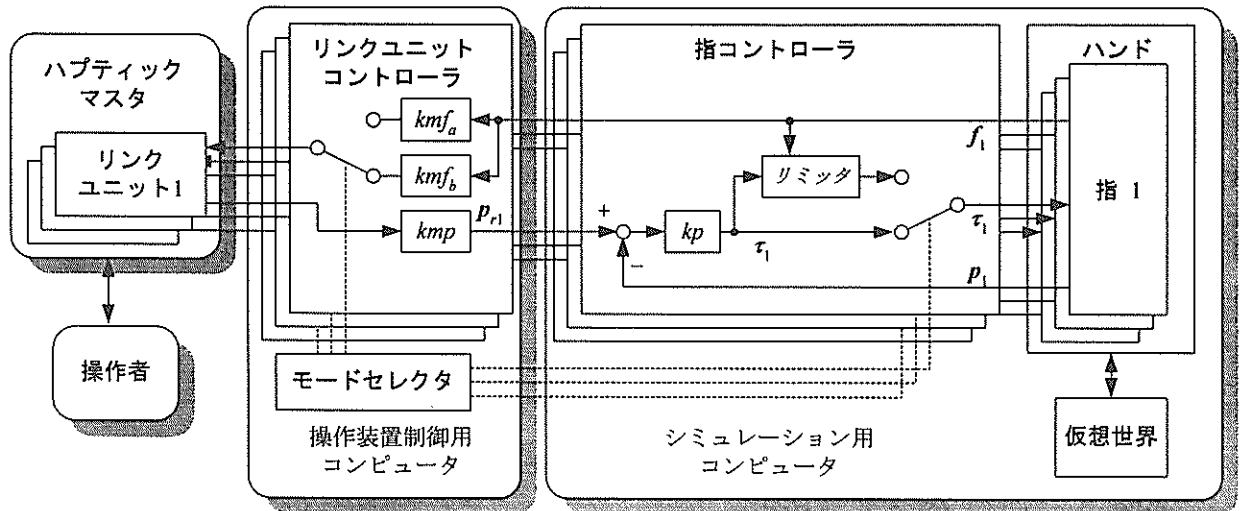 ハプティック
マスタ
リンク
ユニット1
操作者
リンクユニット
コントローラ
kmf_a
kmf_b
kmp
p_{r1}
モードセレクタ
操作装置制御用
コンピュータ
指コントローラ
リミッタ
+
−
kp
τ_1
τ_1
f_1
p_1
ハンド
指 1
仮想世界
シミュレーション用
コンピュータ